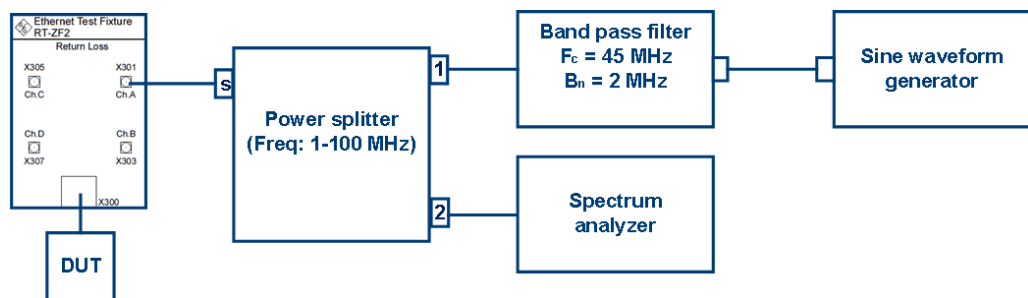 Ethernet Test Fixture
RT-ZF2
Return Loss
X305
X301
Ch.C
Ch.A
Ch.D
Ch.B
X307
X303
X300
DUT
S
Power splitter
(Freq: 1-100 MHz)
1
2
Band pass filter
Fc = 45 MHz
Bn = 2 MHz
Sine waveform
generator
Spectrum
analyzer